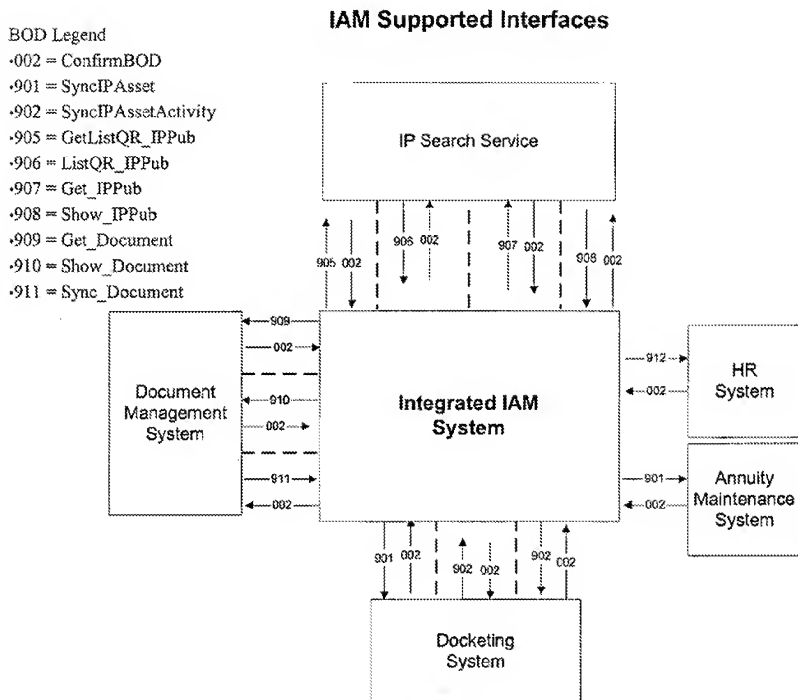 IAM Supported Interfaces
BOD Legend
•002 = ConfirmBOD
•901 = SyncIPAsset
•902 = SyncIPAssetActivity
•905 = GetListQR_IPPub
•906 = ListQR_IPPub
•907 = Get_IPPub
•908 = Show_IPPub
•909 = Get_Document
•910 = Show_Document
•911 = Sync_Document
IP Search Service
905
002
906
002
907
002
908
002
909
002
910
002
911
002
Document
Management
System
Integrated IAM
System
912
002
HR
System
901
002
Annuity
Maintenance
System
901
002
902
002
902
002
Docketing
System